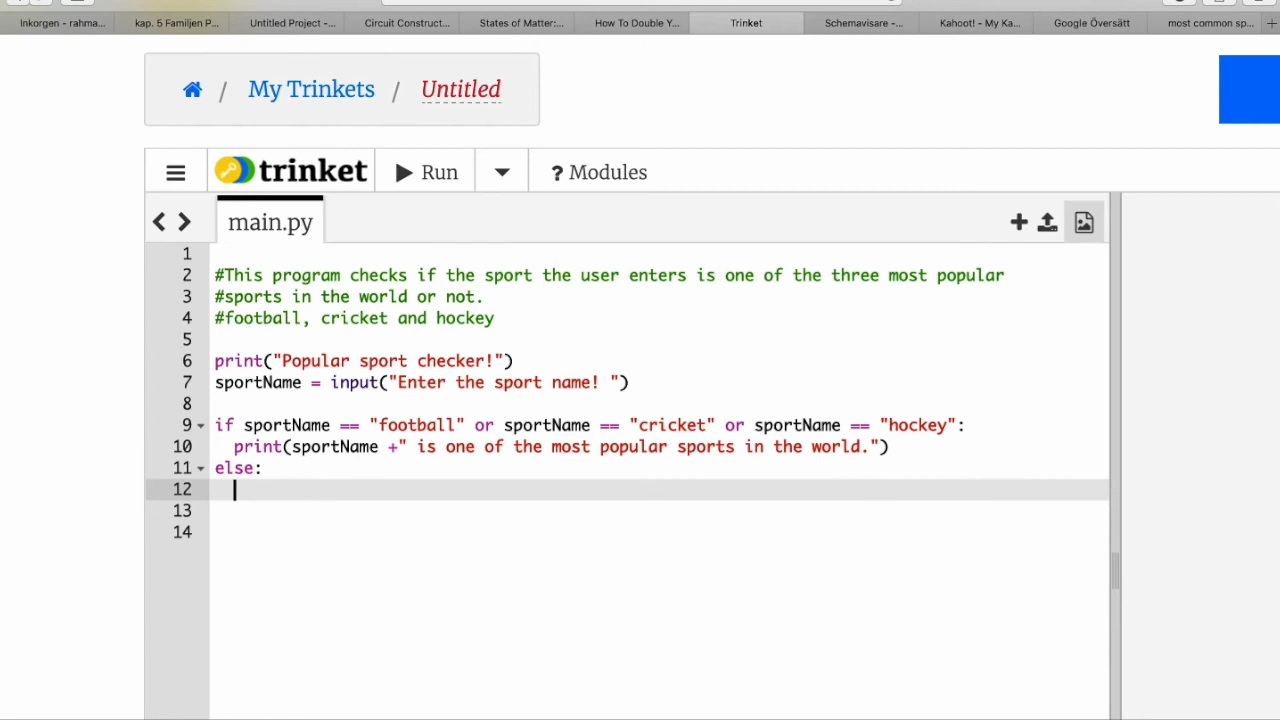 Inkorgen - rahma...
kap. 5 Familjen P...
Untitled Project -...
Circuit Construct...
States of Matter:...
How To Double Y...
Trinket
Schemavisare -...
Kahoot! - My Ka...
Google Översätt
most common sp...
My Trinkets / Untitled
trinket
Run
? Modules
main.py
1
2 #This program checks if the sport the user enters is one of the three most popular
3 #sports in the world or not.
4 #football, cricket and hockey
5
6 print("Popular sport checker!")
7 sportName = input("Enter the sport name! ")
8
9 if sportName == "football" or sportName == "cricket" or sportName == "hockey":
10 print(sportName +" is one of the most popular sports in the world.")
11 else:
12
13
14